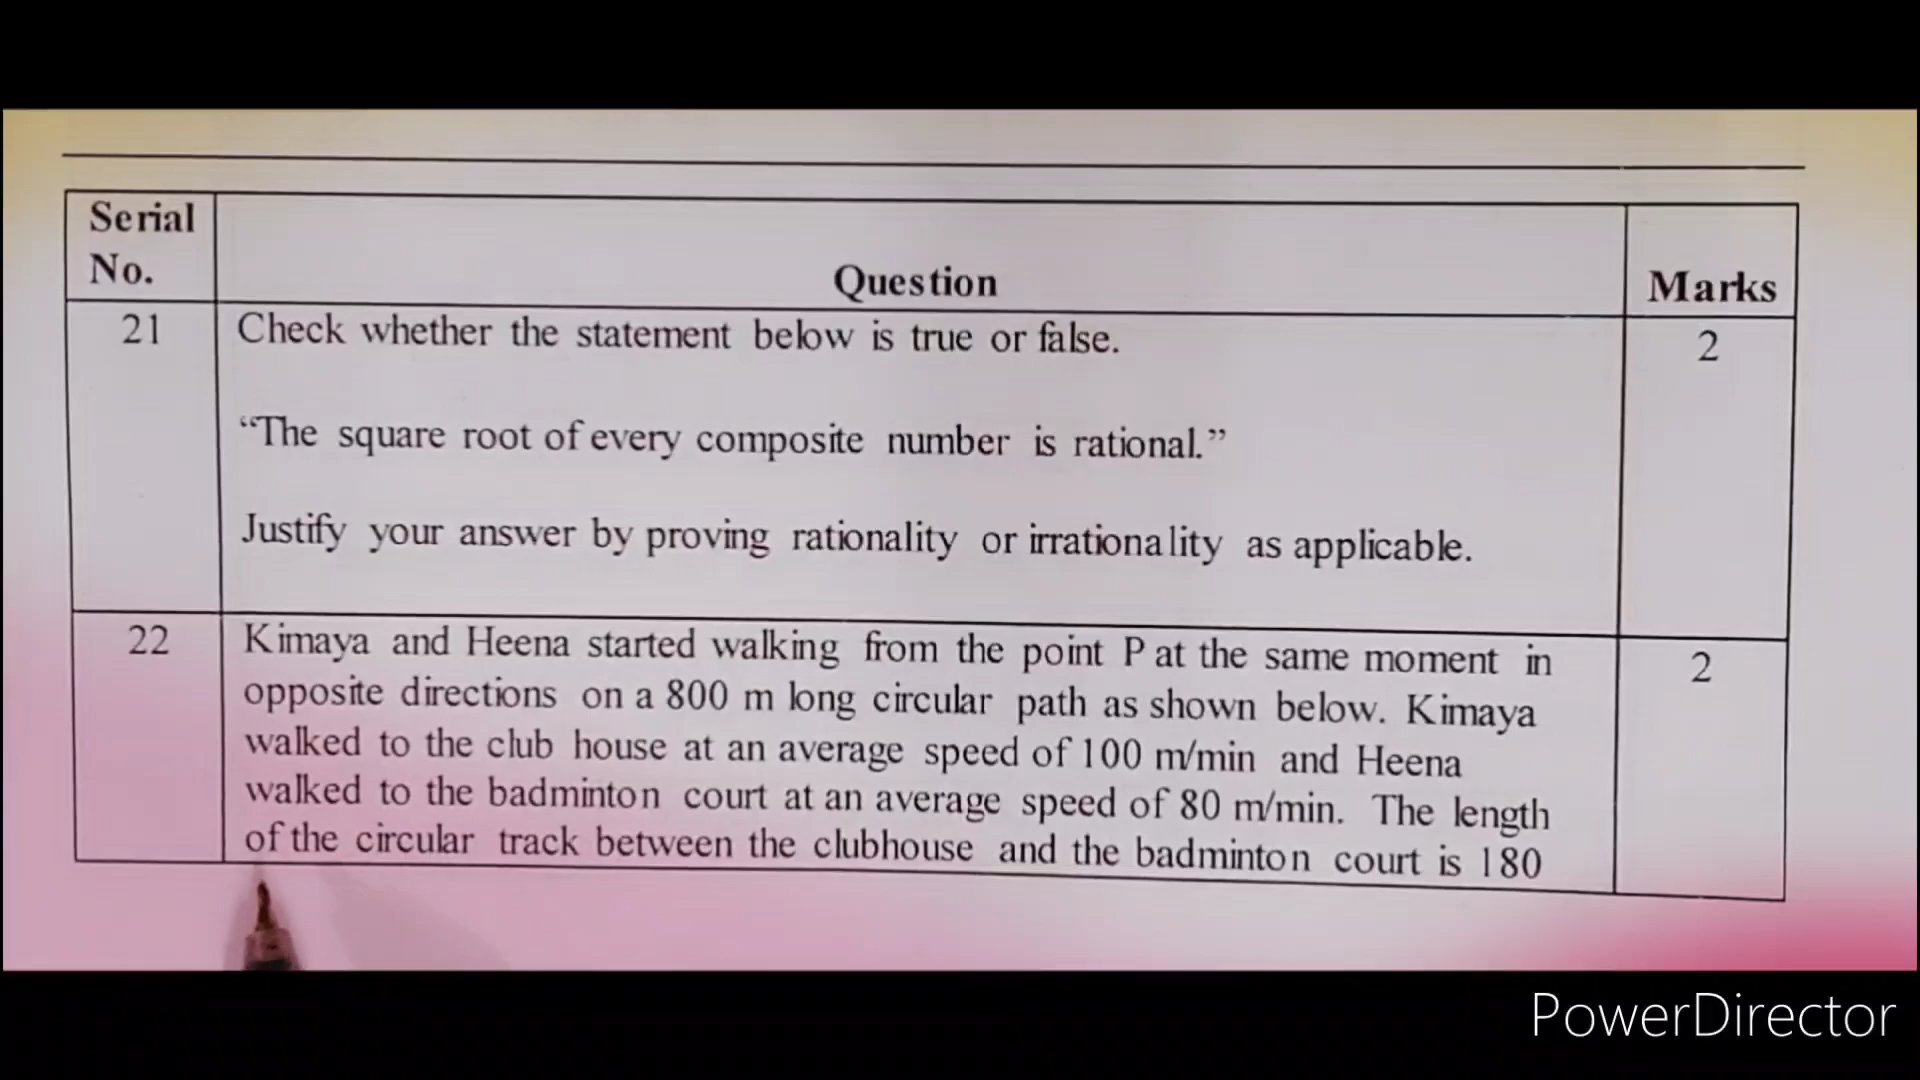 Serial
No.
Question
Marks
21
Check whether the statement below is true or false.
2
“The square root of every composite number is rational.”
Justify your answer by proving rationality or irrationality as applicable.
22
Kimaya and Heena started walking from the point P at the same moment in
2
opposite directions on a 800 m long circular path as shown below. Kimaya
walked to the club house at an average speed of 100 m/min and Heena
walked to the badminton court at an average speed of 80 m/min. The length
of the circular track between the clubhouse and the badminton court is 180
PowerDirector